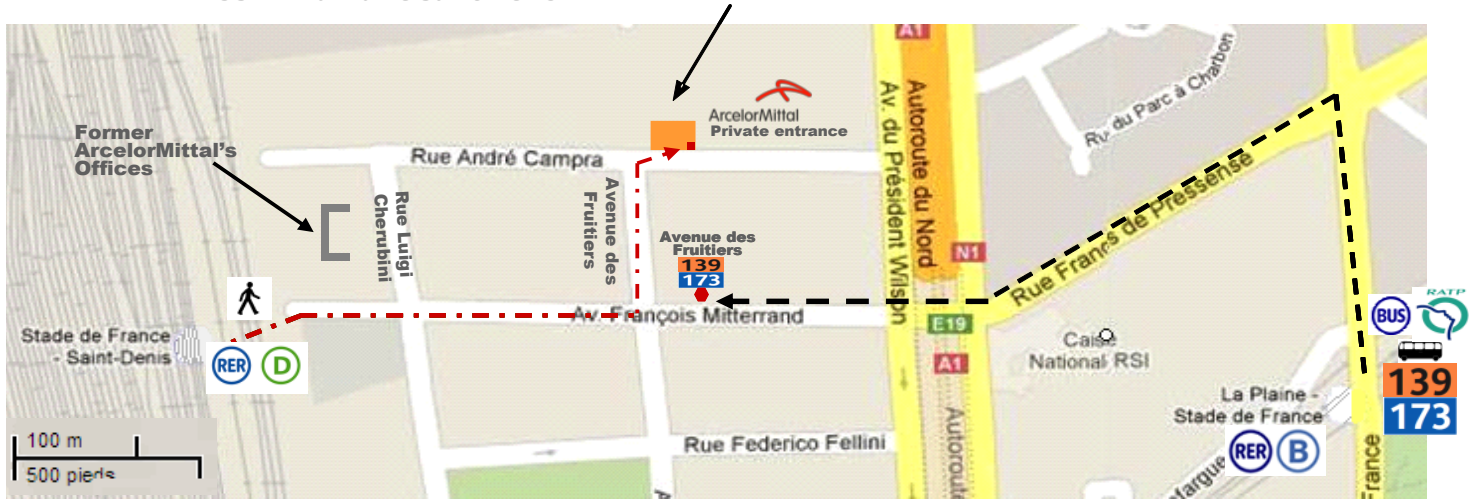 A1
Former
ArcelorMittal's
Offices
ArcelorMittal
Private entrance
Rue André Campra
Rue Luigi
Cherubini
Avenue des
Fruitiers
Avenue des
Fruitiers
139
173
Av. François Mitterrand
Av. du Président Wilson
Autoroute du Nord
N1
E19
A1
Autoroute
du Parc à Charbon
Rue Francis de Pressensé
National RSI
Stade de France
- Saint-Denis
RER
D
La Plaine -
Stade de France
RER
B
BUS
RATP
139
173
France
Rue Federico Fellini
100 m
500 pieds